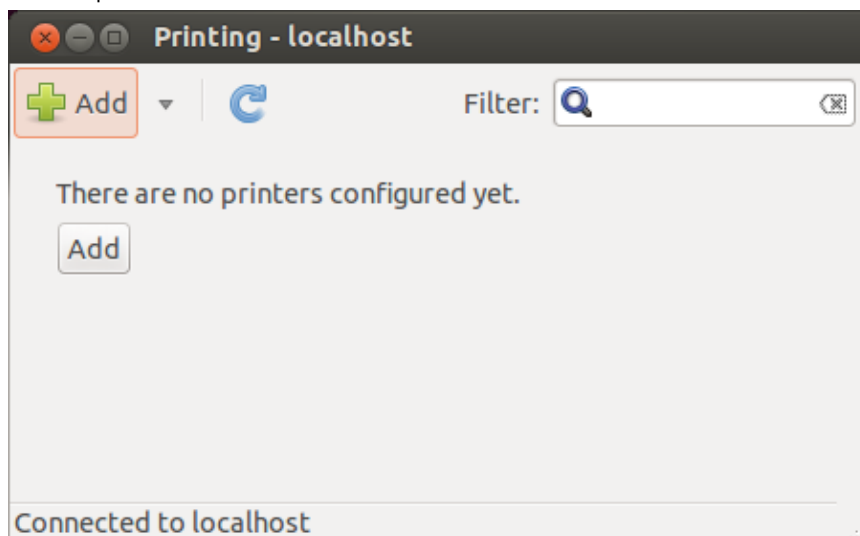 Printing - localhost
Add Filter:
There are no printers configured yet.
Add
Connected to localhost